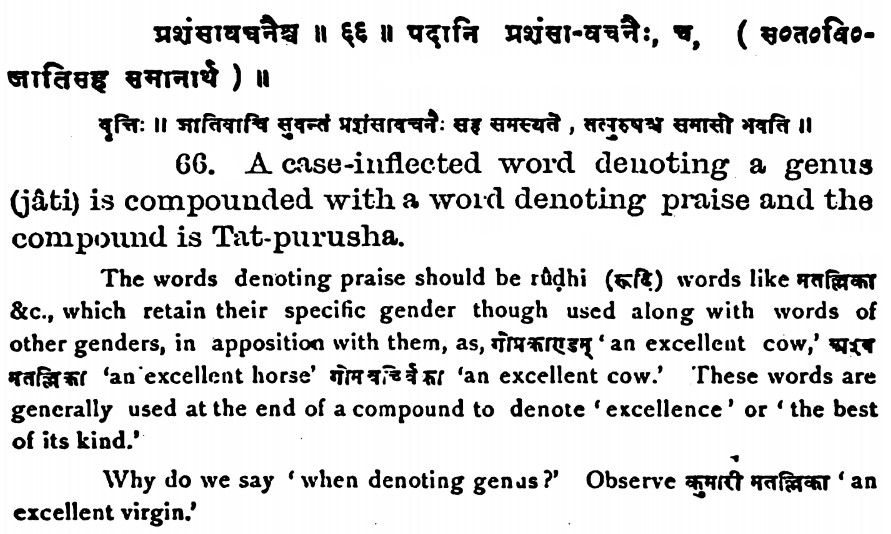 प्रशंसावचनैश्च ॥ ६६ ॥ पदानि प्रशंसा-वचनैः, च, ( स०त०वि०-
जातिसह समानार्थे ) ॥
वृत्तिः ॥ जातिवाचि सुबन्तं प्रशंसावचनैः सह समस्यते , तत्पुरुषश्च समासो भवति ॥
66. A case-inflected word denoting a genus
(jâti) is compounded with a word denoting praise and the
compound is Tat-purusha.
The words denoting praise should be rûḍhi (रूढि) words like मतल्लिका
&c., which retain their specific gender though used along with words of
other genders, in apposition with them, as, गोप्रकाण्डम् ‘an excellent cow,’ अश्व
मतल्लिका ‘an excellent horse’ गोमचर्चिका ‘an excellent cow.’ These words are
generally used at the end of a compound to denote ‘excellence’ or ‘the best
of its kind.’
Why do we say ‘when denoting genus?’ Observe कुमारी मतल्लिका ‘an
excellent virgin.’